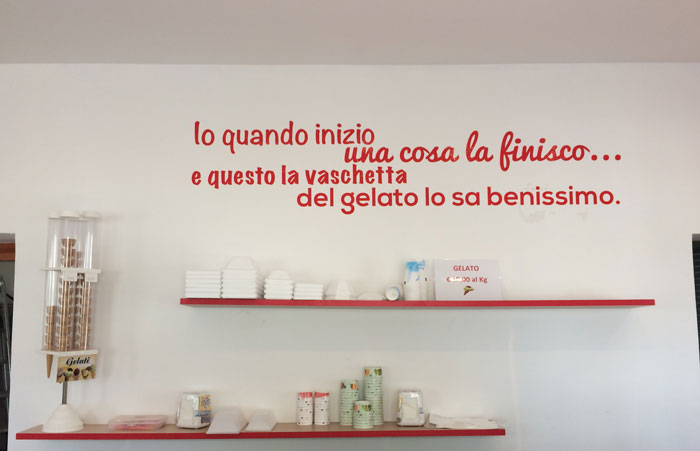 Io quando inizio
una cosa la finisco...
e questo la vaschetta
del gelato lo sa benissimo.
GELATO
al Kg
Gelati